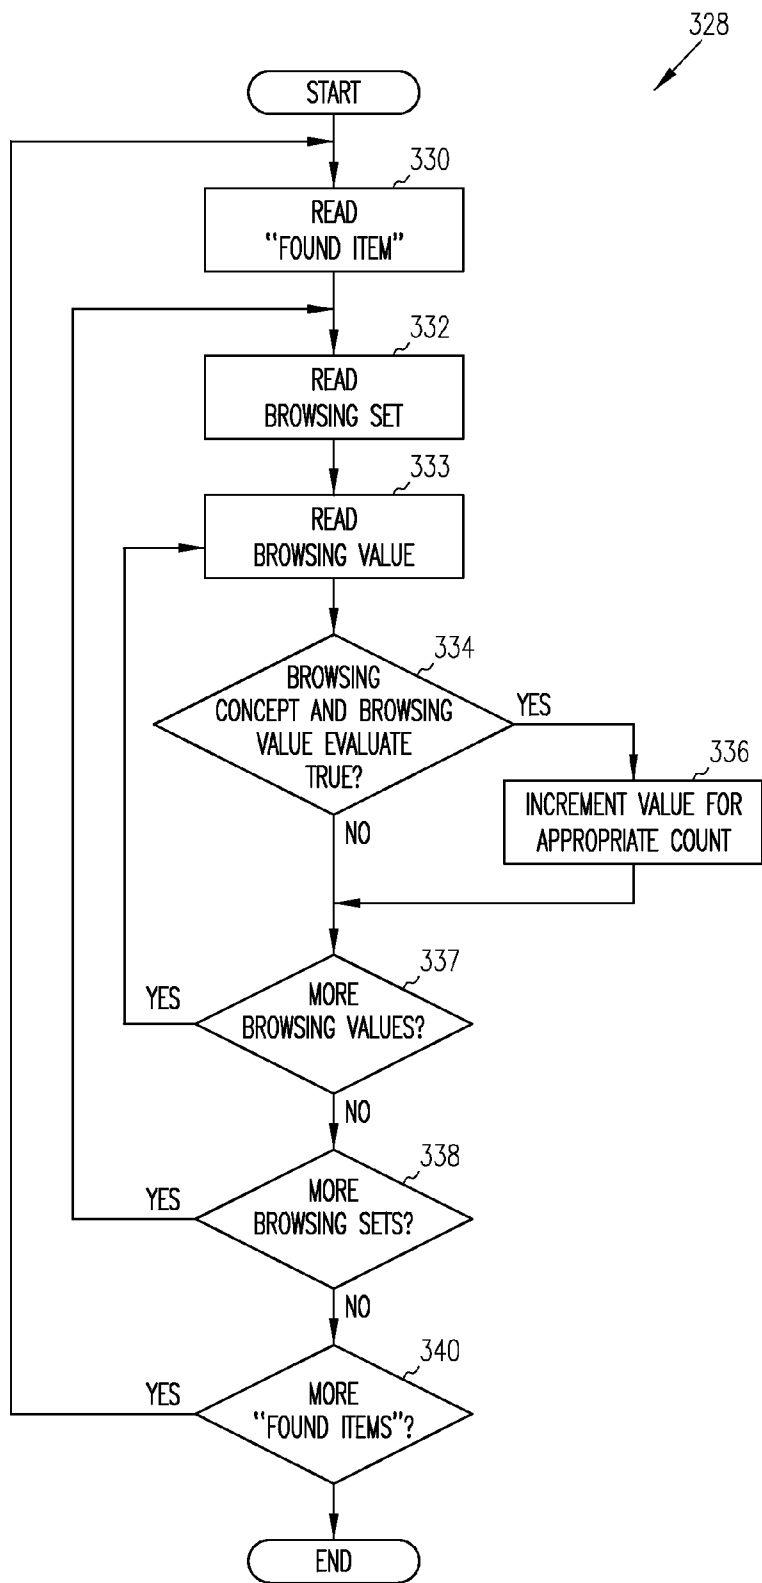 328
START
330
READ
“FOUND ITEM”
332
READ
BROWSING SET
333
READ
BROWSING VALUE
334
BROWSING
CONCEPT AND BROWSING
VALUE EVALUATE
TRUE?
YES
336
INCREMENT VALUE FOR
APPROPRIATE COUNT
NO
337
MORE
BROWSING VALUES?
YES
NO
338
MORE
BROWSING SETS?
YES
NO
340
MORE
“FOUND ITEMS”?
YES
END